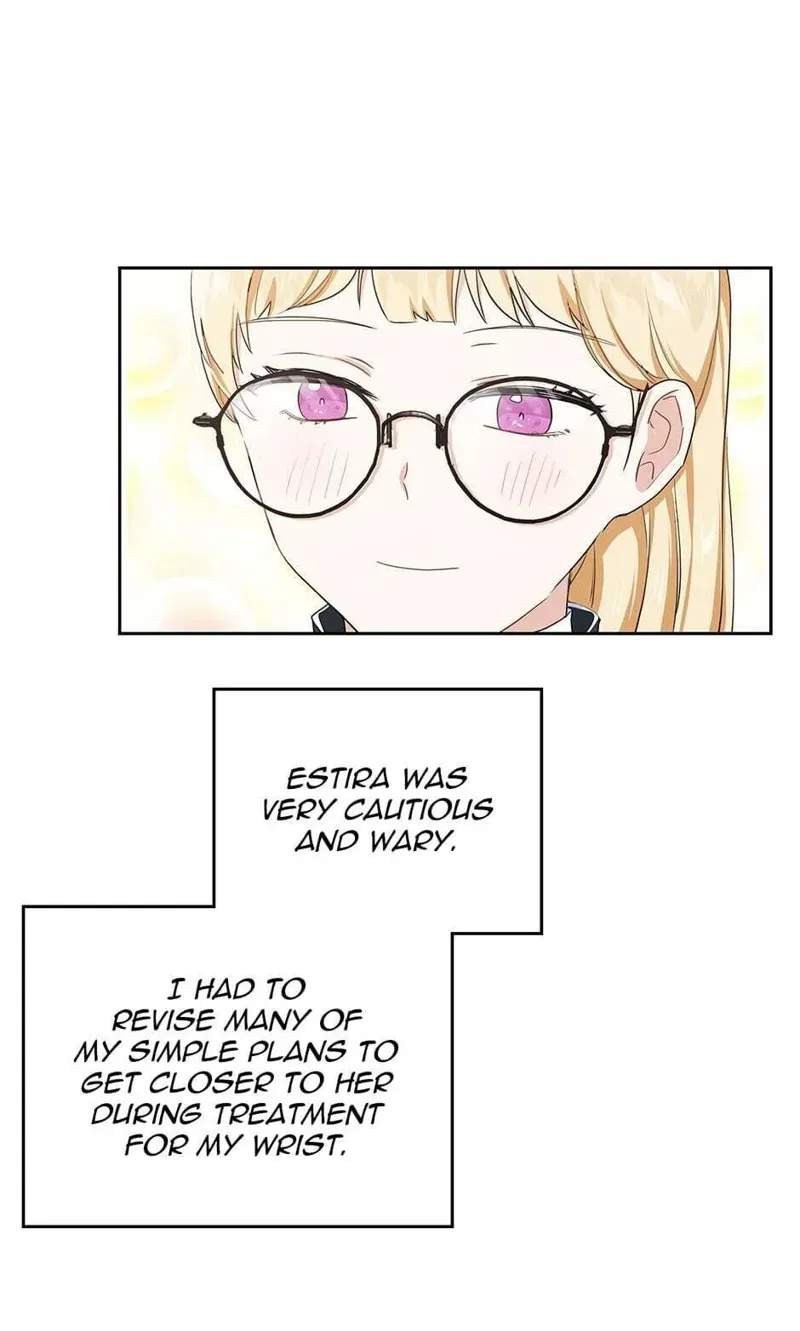 ESTIRA WAS
VERY CAUTIOUS
AND WARY.
I HAD TO
REVISE MANY OF
MY SIMPLE PLANS TO
GET CLOSER TO HER
DURING TREATMENT
FOR MY WRIST.